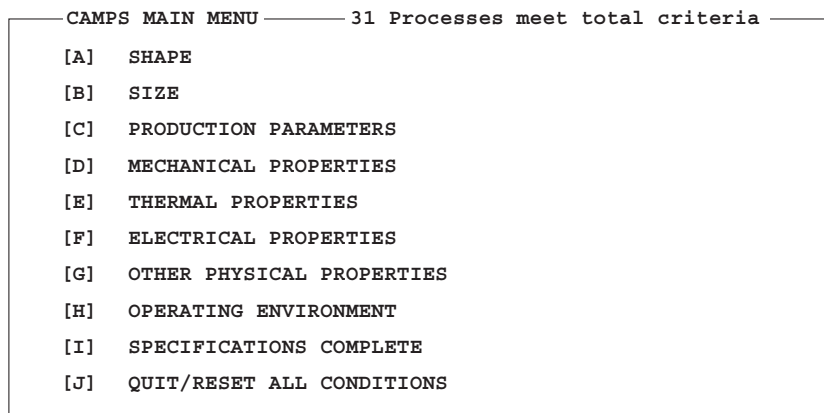 CAMPS MAIN MENU 31 Processes meet total criteria
[A] SHAPE
[B] SIZE
[C] PRODUCTION PARAMETERS
[D] MECHANICAL PROPERTIES
[E] THERMAL PROPERTIES
[F] ELECTRICAL PROPERTIES
[G] OTHER PHYSICAL PROPERTIES
[H] OPERATING ENVIRONMENT
[I] SPECIFICATIONS COMPLETE
[J] QUIT/RESET ALL CONDITIONS